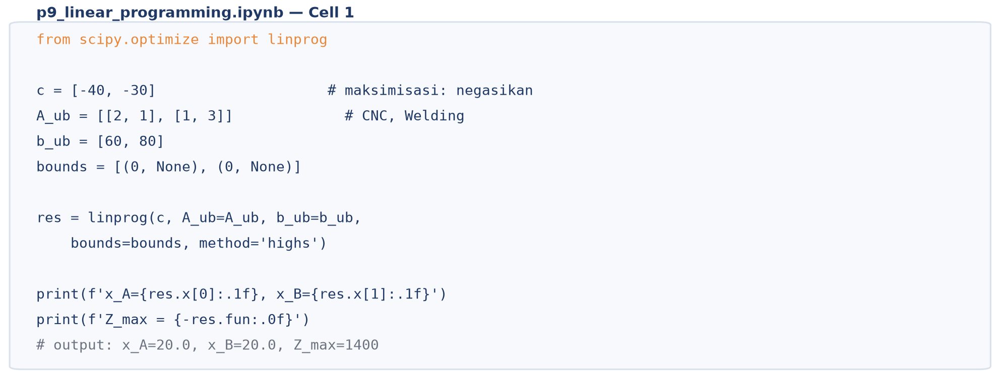 p9_linear_programming.ipynb — Cell 1
from scipy.optimize import linprog
c = [-40, -30]                    # maksimisasi: negasikan
A_ub = [[2, 1], [1, 3]]             # CNC, Welding
b_ub = [60, 80]
bounds = [(0, None), (0, None)]
res = linprog(c, A_ub=A_ub, b_ub=b_ub,
    bounds=bounds, method='highs')
print(f'x_A={res.x[0]:.1f}, x_B={res.x[1]:.1f}')
print(f'Z_max = {-res.fun:.0f}')
# output: x_A=20.0, x_B=20.0, Z_max=1400